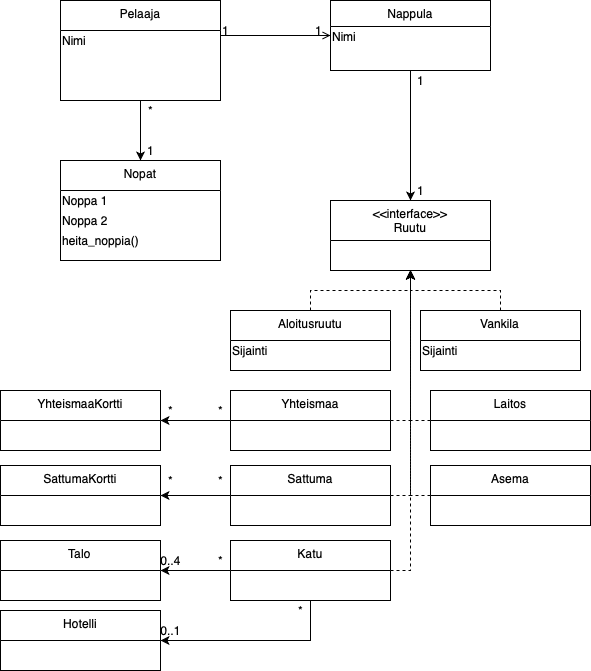 Pelaaja
Nimi
1
1
Nappula
Nimi
*
1
1
1
Nopat
Noppa 1
Noppa 2
heita_noppia()
<<interface>>
Ruutu
Aloitusruutu
Sijainti
Vankila
Sijainti
YhteismaaKortti
*
*
Yhteismaa
Laitos
SattumaKortti
*
*
Sattuma
Asema
Talo
0..4
*
Katu
*
Hotelli
0..1